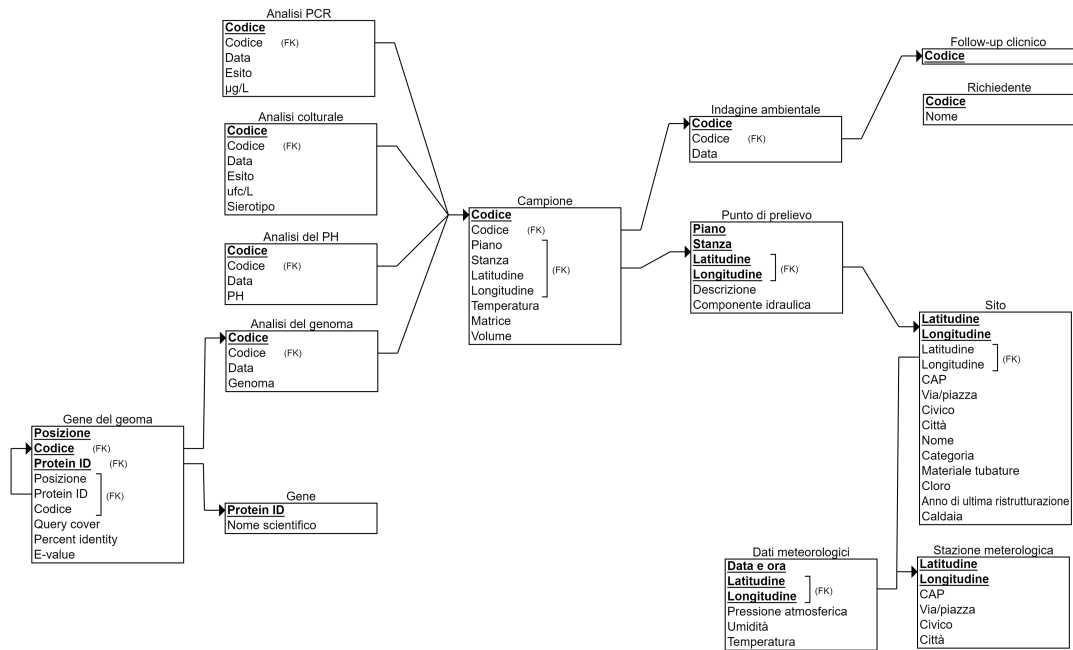 Analisi PCR
Codice
Codice (FK)
Data
Esito
µg/L
Analisi colturale
Codice
Codice (FK)
Data
Esito
ufc/L
Sierotipo
Analisi del PH
Codice
Codice (FK)
Data
PH
Analisi del genoma
Codice
Codice (FK)
Data
Genoma
Gene del geoma
Posizione
Codice (FK)
Protein ID (FK)
Posizione
Protein ID (FK)
Codice
Query cover
Percent identity
E-value
Gene
Protein ID
Nome scientifico
Campione
Codice
Codice (FK)
Piano
Stanza
(FK)
Latitudine
Longitudine
Temperatura
Matrice
Volume
Indagine ambientale
Codice
Codice (FK)
Data
Follow-up clicnico
Codice
Richiedente
Codice
Nome
Punto di prelievo
Piano
Stanza
Latitudine
(FK)
Longitudine
Descrizione
Componente idraulica
Sito
Latitudine
Longitudine
Latitudine
(FK)
Longitudine
CAP
Via/piazza
Civico
Città
Nome
Categoria
Materiale tubature
Cloro
Anno di ultima ristrutturazione
Caldaia
Dati meteorologici
Data e ora
Latitudine
(FK)
Longitudine
Pressione atmosferica
Umidità
Temperatura
Stazione meterologica
Latitudine
Longitudine
CAP
Via/piazza
Civico
Città